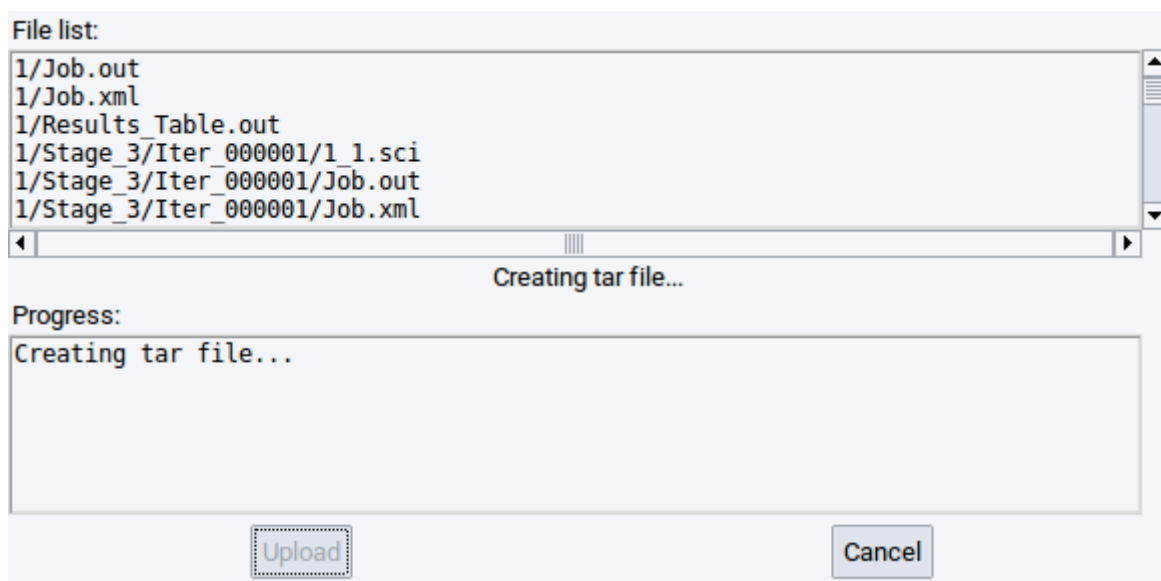 File list:
1/Job.out
1/Job.xml
1/Results_Table.out
1/Stage_3/Iter_000001/1_1.sci
1/Stage_3/Iter_000001/Job.out
1/Stage_3/Iter_000001/Job.xml
Creating tar file...
Progress:
Creating tar file...
Upload
Cancel